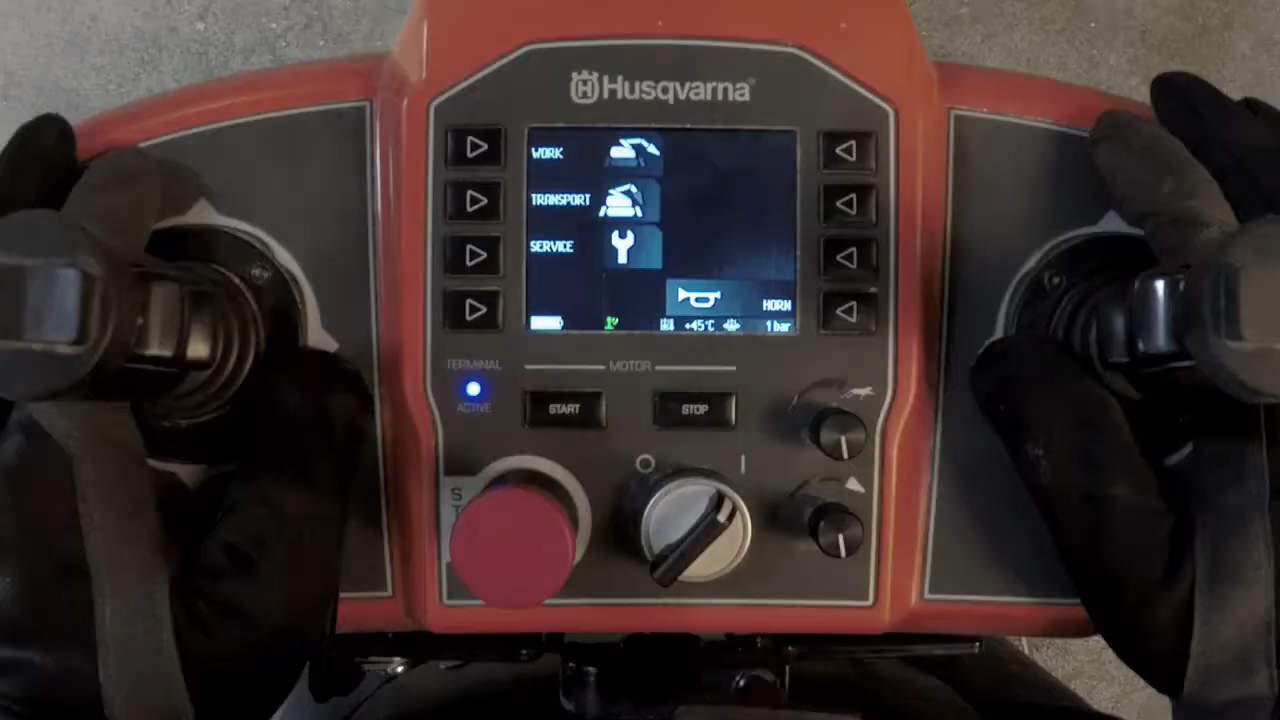 Husqvarna
WORK
TRANSPORT
SERVICE
HORN
+45°C
1 bar
TERMINAL
ACTIVE
MOTOR
START
STOP
O
I
S
T